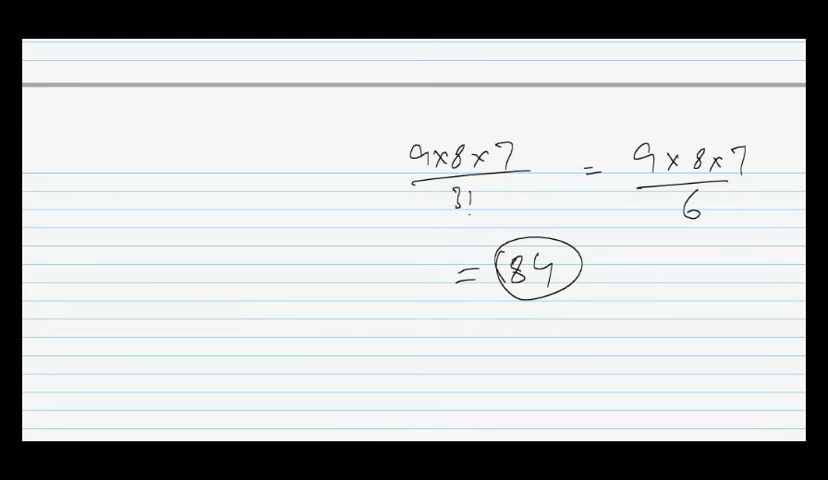 9×8×7 / 3! = 9×8×7 / 6
= 84